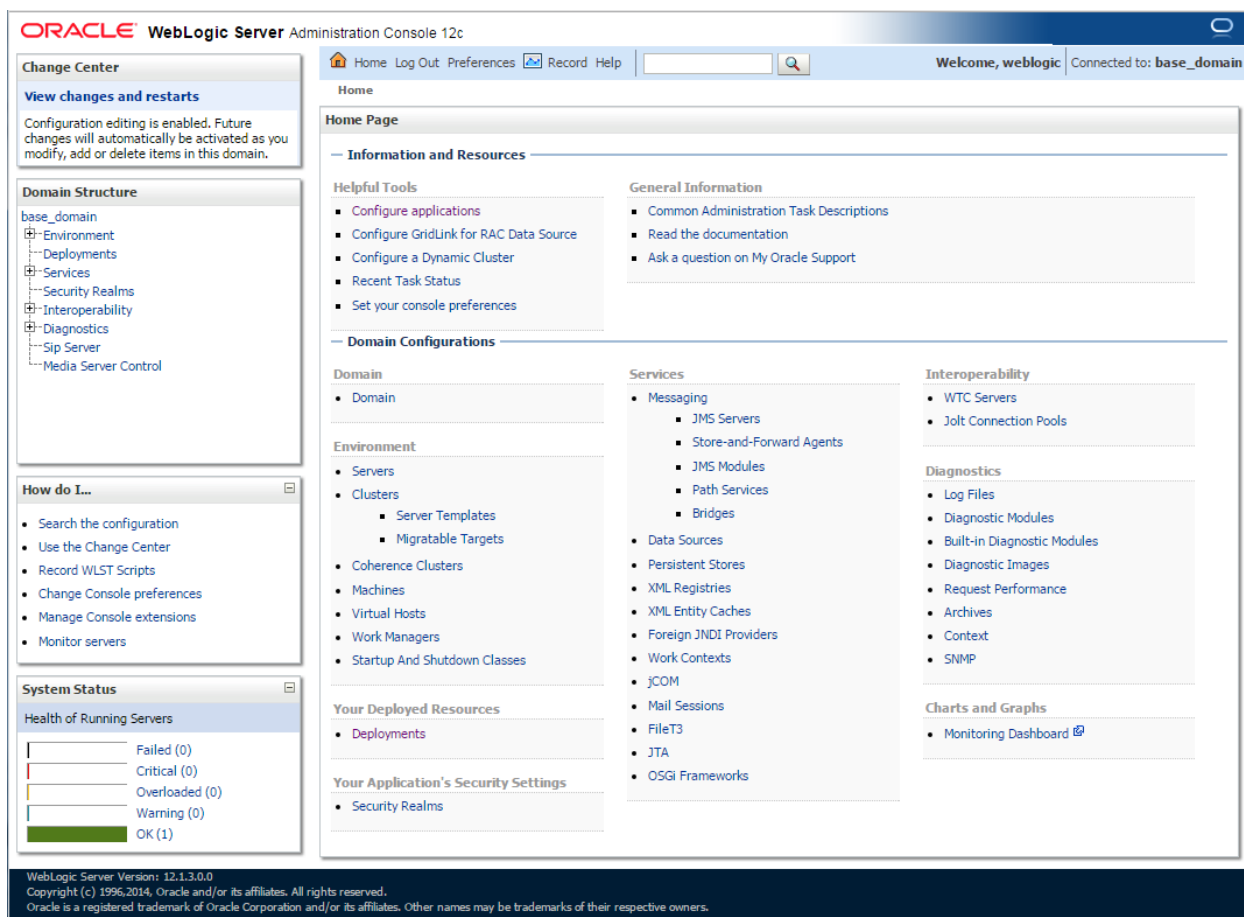 ORACLE® WebLogic Server Administration Console 12c
Change Center
View changes and restarts
Configuration editing is enabled. Future
changes will automatically be activated as you
modify, add or delete items in this domain.
Domain Structure
base_domain
Environment
Deployments
Services
Security Realms
Interoperability
Diagnostics
Sip Server
Media Server Control
How do I...
Search the configuration
Use the Change Center
Record WLST Scripts
Change Console preferences
Manage Console extensions
Monitor servers
System Status
Health of Running Servers
Failed (0)
Critical (0)
Overloaded (0)
Warning (0)
OK (1)
Home Log Out Preferences Record Help
Welcome, weblogic Connected to: base_domain
Home
Home Page
Information and Resources
Helpful Tools
Configure applications
Configure GridLink for RAC Data Source
Configure a Dynamic Cluster
Recent Task Status
Set your console preferences
General Information
Common Administration Task Descriptions
Read the documentation
Ask a question on My Oracle Support
Domain Configurations
Domain
Domain
Environment
Servers
Clusters
Server Templates
Migratable Targets
Coherence Clusters
Machines
Virtual Hosts
Work Managers
Startup And Shutdown Classes
Your Deployed Resources
Deployments
Your Application's Security Settings
Security Realms
Services
Messaging
JMS Servers
Store-and-Forward Agents
JMS Modules
Path Services
Bridges
Data Sources
Persistent Stores
XML Registries
XML Entity Caches
Foreign JNDI Providers
Work Contexts
jCOM
Mail Sessions
FileT3
JTA
OSGi Frameworks
Interoperability
WTC Servers
Jolt Connection Pools
Diagnostics
Log Files
Diagnostic Modules
Built-in Diagnostic Modules
Diagnostic Images
Request Performance
Archives
Context
SNMP
Charts and Graphs
Monitoring Dashboard
WebLogic Server Version: 12.1.3.0.0
Copyright (c) 1996,2014, Oracle and/or its affiliates. All rights reserved.
Oracle is a registered trademark of Oracle Corporation and/or its affiliates. Other names may be trademarks of their respective owners.